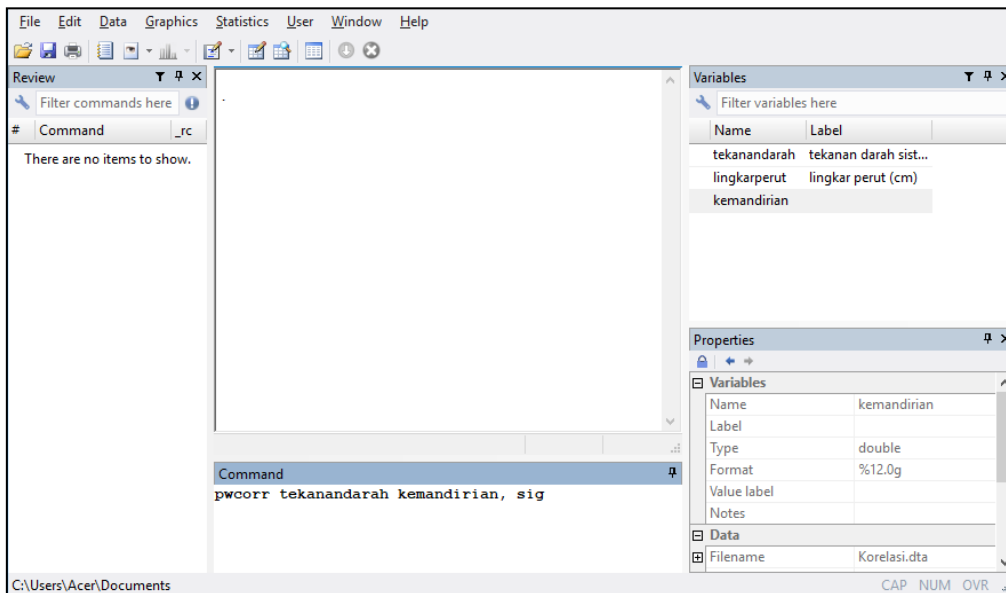 File Edit Data Graphics Statistics User Window Help
Review
Filter commands here
# Command _rc
There are no items to show.
.
Command
pwcorr tekanandarah kemandirian, sig
Variables
Filter variables here
Name Label
tekanandarah tekanan darah sist...
lingkarperut lingkar perut (cm)
kemandirian
Properties
Variables
Name kemandirian
Label
Type double
Format %12.0g
Value label
Notes
Data
Filename Korelasi.dta
C:\Users\Acer\Documents
CAP NUM OVR